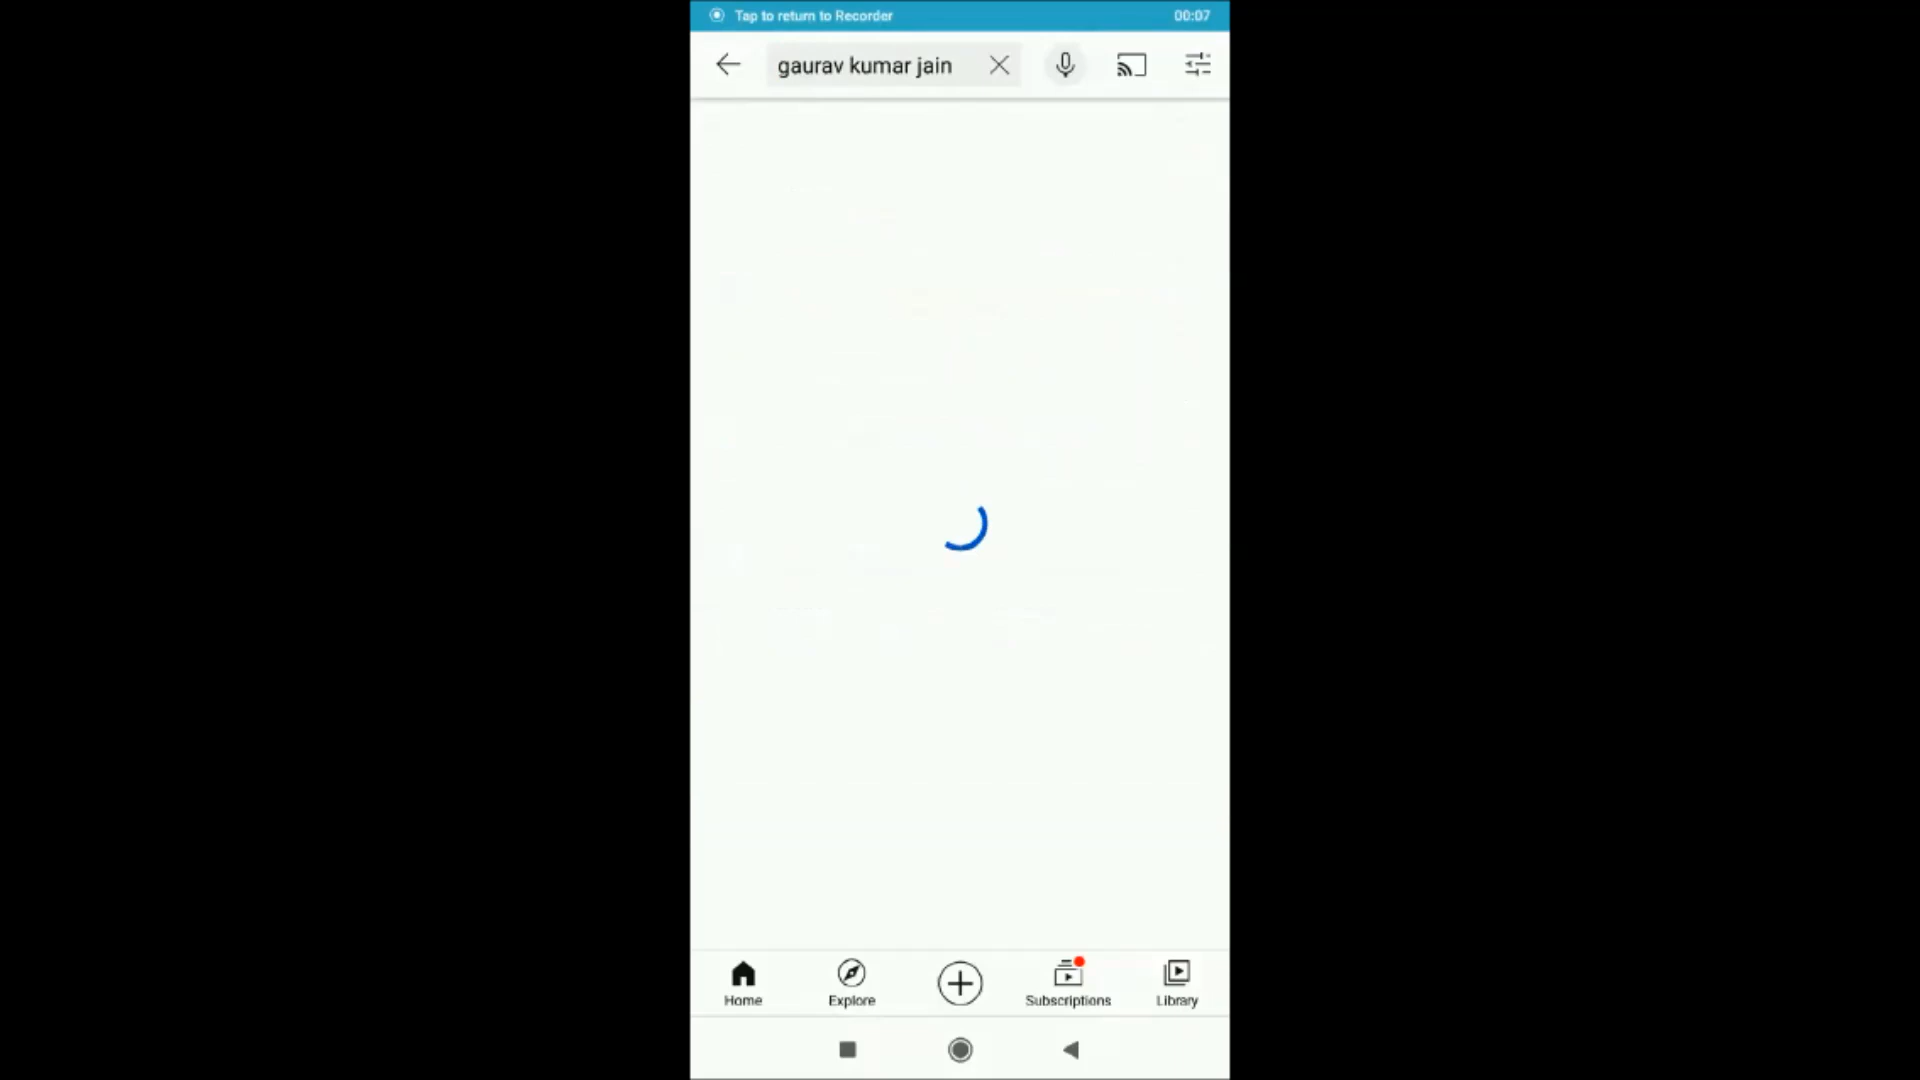 Tap to return to Recorder 00:07
gaurav kumar jain
Home Explore Subscriptions Library